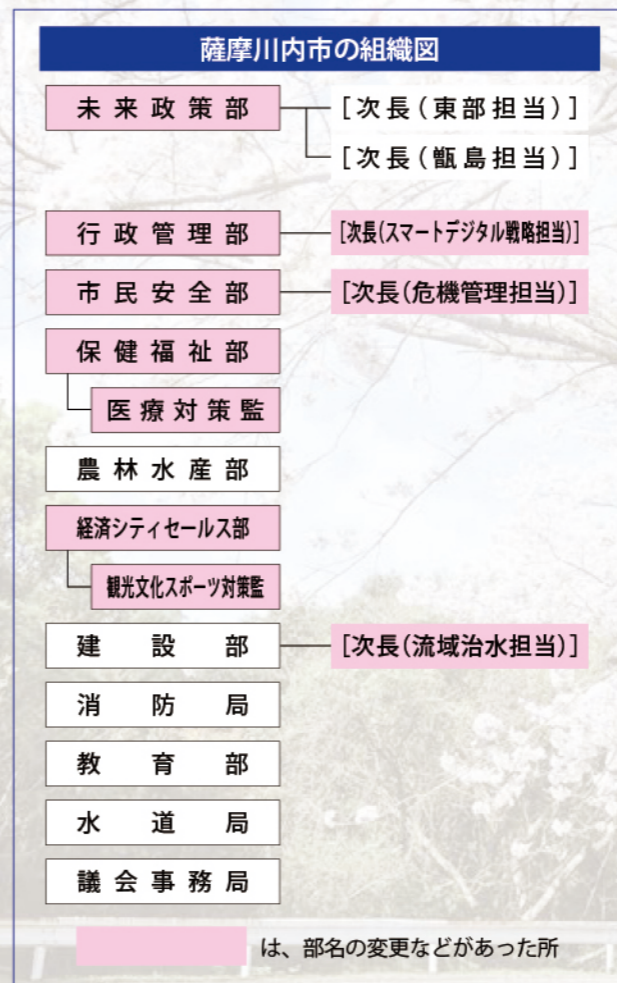 薩摩川内市の組織図
未来政策部 [次長(東部担当)]
[次長(甑島担当)]
行政管理部 [次長(スマートデジタル戦略担当)]
市民安全部 [次長(危機管理担当)]
保健福祉部
医療対策監
農林水産部
経済シティセールス部
観光文化スポーツ対策監
建設部 [次長(流域治水担当)]
消防局
教育部
水道局
議会事務局
は、部名の変更などがあった所